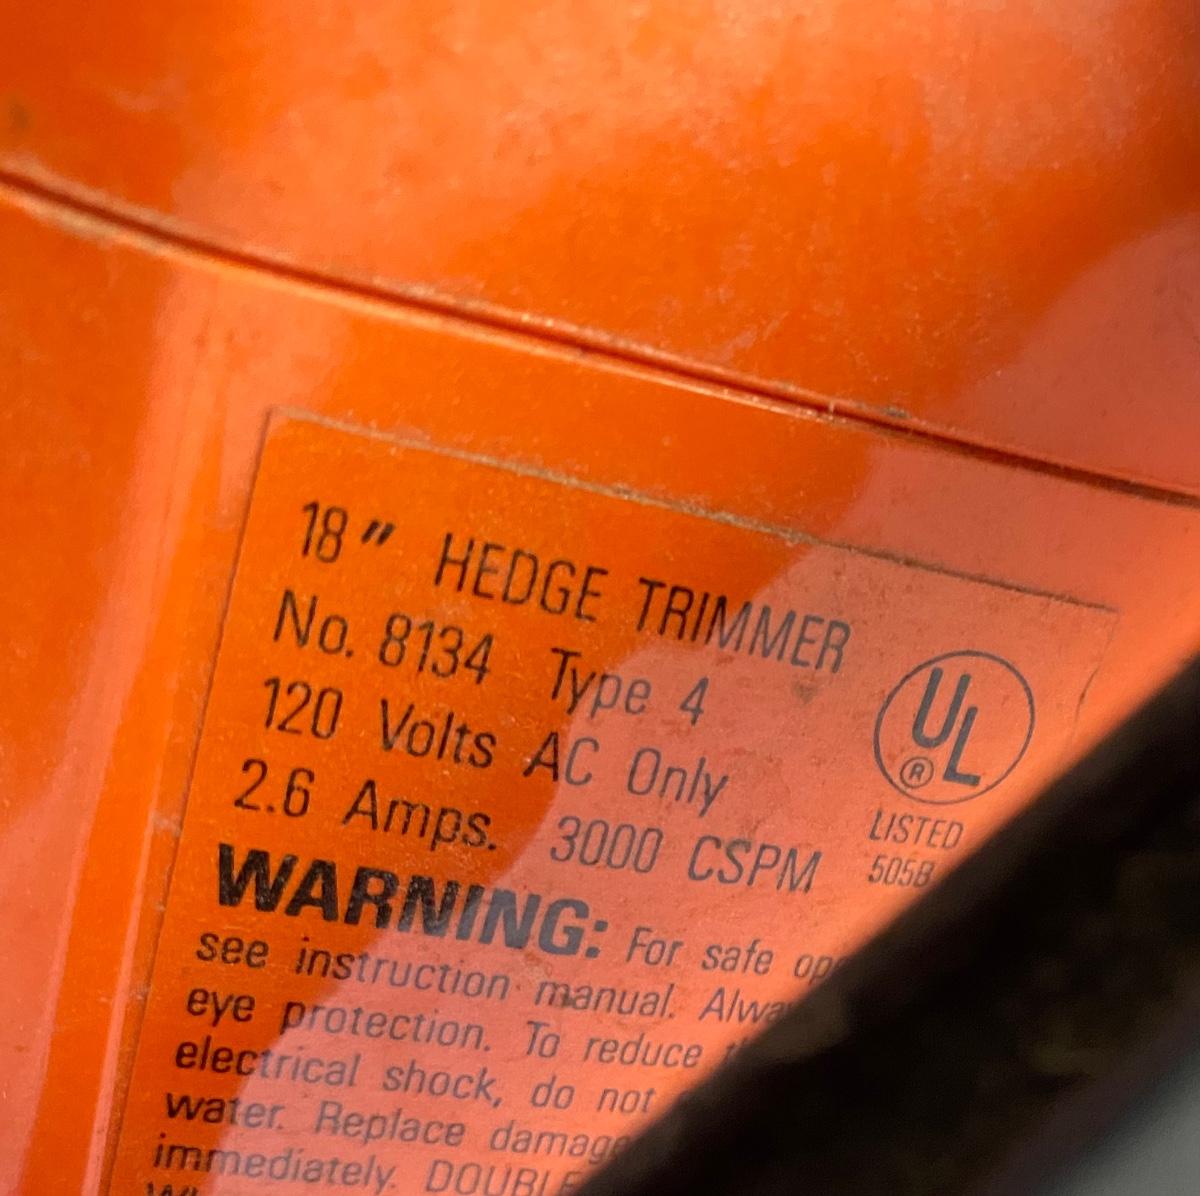 18" HEDGE TRIMMER
No. 8134 Type 4
120 Volts AC Only
2.6 Amps. 3000 CSPM
UL
®
LISTED
505B
WARNING: For safe
see instruction manual.
eye protection. To reduce
electrical shock, do not
water. Replace
immediately. DOUBLE